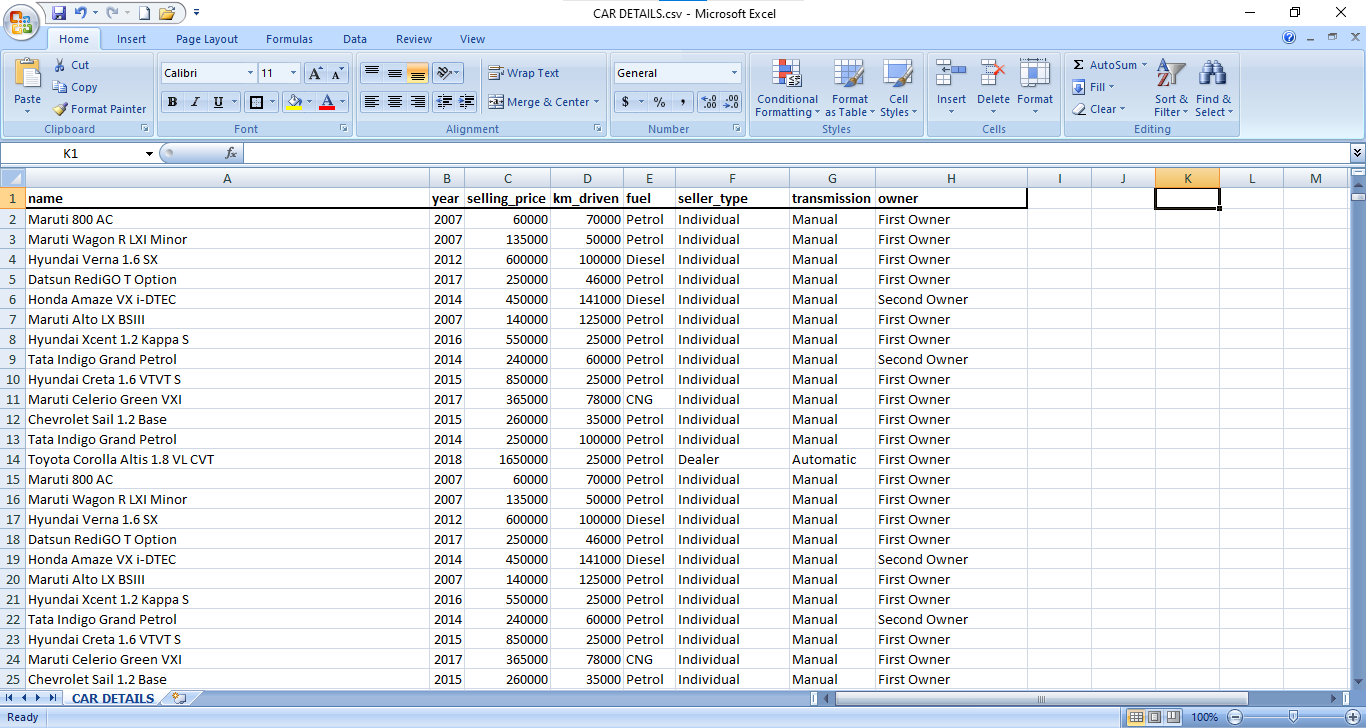 CAR DETAILS.csv - Microsoft Excel
Home Insert Page Layout Formulas Data Review View
Paste Cut Copy Format Painter Clipboard
Calibri 11 A A B I U A Font
Wrap Text Merge & Center Alignment
General $ % , .00 .0 Number
Conditional Formatting Format as Table Cell Styles Styles
Insert Delete Format Cells
Σ AutoSum Fill Clear Sort & Filter Find & Select Editing
K1 fx
A B C D E F G H I J K L M
1 name year selling_price km_driven fuel seller_type transmission owner
2 Maruti 800 AC 2007 60000 70000 Petrol Individual Manual First Owner
3 Maruti Wagon R LXI Minor 2007 135000 50000 Petrol Individual Manual First Owner
4 Hyundai Verna 1.6 SX 2012 600000 100000 Diesel Individual Manual First Owner
5 Datsun RediGO T Option 2017 250000 46000 Petrol Individual Manual First Owner
6 Honda Amaze VX i-DTEC 2014 450000 141000 Diesel Individual Manual Second Owner
7 Maruti Alto LX BSIII 2007 140000 125000 Petrol Individual Manual First Owner
8 Hyundai Xcent 1.2 Kappa S 2016 550000 25000 Petrol Individual Manual First Owner
9 Tata Indigo Grand Petrol 2014 240000 60000 Petrol Individual Manual Second Owner
10 Hyundai Creta 1.6 VTVT S 2015 850000 25000 Petrol Individual Manual First Owner
11 Maruti Celerio Green VXI 2017 365000 78000 CNG Individual Manual First Owner
12 Chevrolet Sail 1.2 Base 2015 260000 35000 Petrol Individual Manual First Owner
13 Tata Indigo Grand Petrol 2014 250000 100000 Petrol Individual Manual First Owner
14 Toyota Corolla Altis 1.8 VL CVT 2018 1650000 25000 Petrol Dealer Automatic First Owner
15 Maruti 800 AC 2007 60000 70000 Petrol Individual Manual First Owner
16 Maruti Wagon R LXI Minor 2007 135000 50000 Petrol Individual Manual First Owner
17 Hyundai Verna 1.6 SX 2012 600000 100000 Diesel Individual Manual First Owner
18 Datsun RediGO T Option 2017 250000 46000 Petrol Individual Manual First Owner
19 Honda Amaze VX i-DTEC 2014 450000 141000 Diesel Individual Manual Second Owner
20 Maruti Alto LX BSIII 2007 140000 125000 Petrol Individual Manual First Owner
21 Hyundai Xcent 1.2 Kappa S 2016 550000 25000 Petrol Individual Manual First Owner
22 Tata Indigo Grand Petrol 2014 240000 60000 Petrol Individual Manual Second Owner
23 Hyundai Creta 1.6 VTVT S 2015 850000 25000 Petrol Individual Manual First Owner
24 Maruti Celerio Green VXI 2017 365000 78000 CNG Individual Manual First Owner
25 Chevrolet Sail 1.2 Base 2015 260000 35000 Petrol Individual Manual First Owner
CAR DETAILS
Ready 100%